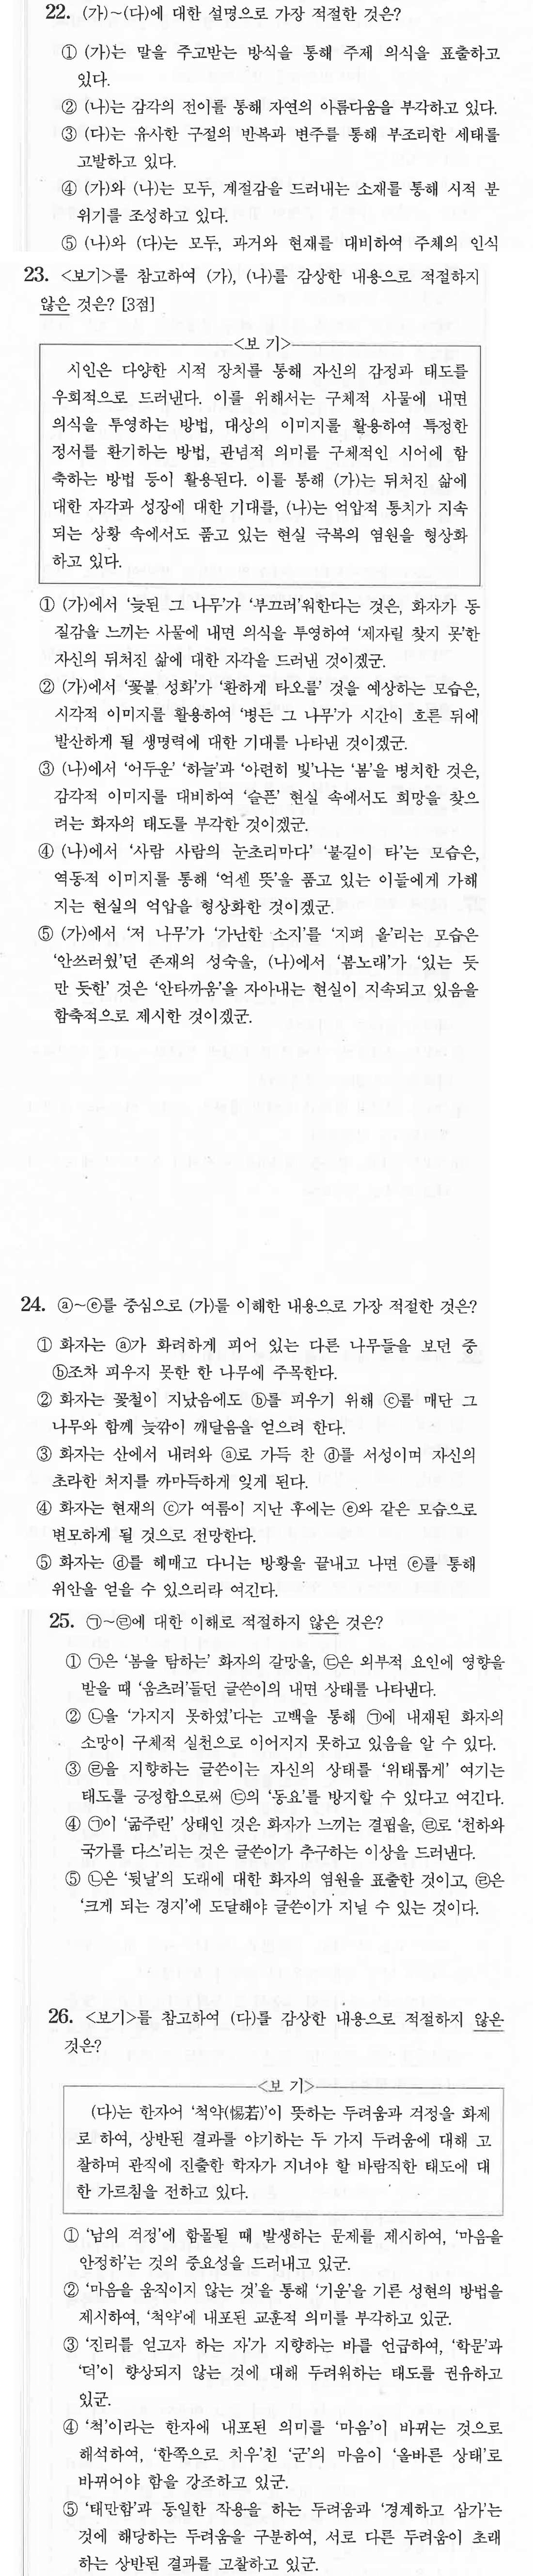 22. (가)~(다)에 대한 설명으로 가장 적절한 것은?
① (가)는 말을 주고받는 방식을 통해 주제 의식을 표출하고
있다.
② (나)는 감각의 전이를 통해 자연의 아름다움을 부각하고 있다.
③ (다)는 유사한 구절의 반복과 변주를 통해 부조리한 세태를
고발하고 있다.
④ (가)와 (나)는 모두, 계절감을 드러내는 소재를 통해 시적 분
위기를 조성하고 있다.
⑤ (나)와 (다)는 모두, 과거와 현재를 대비하여 주체의 인식
23. <보기>를 참고하여 (가), (나)를 감상한 내용으로 적절하지
않은 것은? [3점]
<보 기>
시인은 다양한 시적 장치를 통해 자신의 감정과 태도를
우회적으로 드러낸다. 이를 위해서는 구체적 사물에 내면
의식을 투영하는 방법, 대상의 이미지를 활용하여 특정한
정서를 환기하는 방법, 관념적 의미를 구체적인 시어에 함
축하는 방법 등이 활용된다. 이를 통해 (가)는 뒤처진 삶에
대한 자각과 성장에 대한 기대를, (나)는 억압적 통치가 지속
되는 상황 속에서도 품고 있는 현실 극복의 염원을 형상화
하고 있다.
① (가)에서 ‘늦된 그 나무’가 ‘부끄러’워한다는 것은, 화자가 동
질감을 느끼는 사물에 내면 의식을 투영하여 ‘제자릴 찾지 못’한
자신의 뒤처진 삶에 대한 자각을 드러낸 것이겠군.
② (가)에서 ‘꽃불 성화’가 ‘환하게 타오를’ 것을 예상하는 모습은,
시각적 이미지를 활용하여 ‘병든 그 나무’가 시간이 흐른 뒤에
발산하게 될 생명력에 대한 기대를 나타낸 것이겠군.
③ (나)에서 ‘어두운’ ‘하늘’과 ‘아련히 빛’나는 ‘봄’을 병치한 것은,
감각적 이미지를 대비하여 ‘슬픈’ 현실 속에서도 희망을 찾으
려는 화자의 태도를 부각한 것이겠군.
④ (나)에서 ‘사람 사람의 눈초리마다’ ‘불길이 타’는 모습은,
역동적 이미지를 통해 ‘억센 뜻’을 품고 있는 이들에게 가해
지는 현실의 억압을 형상화한 것이겠군.
⑤ (가)에서 ‘저 나무’가 ‘가난한 소지’를 ‘지펴 올’리는 모습은
‘안쓰러웠’던 존재의 성숙을, (나)에서 ‘봄노래’가 ‘있는 듯
만 듯한’ 것은 ‘안타까움’을 자아내는 현실이 지속되고 있음을
함축적으로 제시한 것이겠군.
24. ⓐ~ⓔ를 중심으로 (가)를 이해한 내용으로 가장 적절한 것은?
① 화자는 ⓐ가 화려하게 피어 있는 다른 나무들을 보던 중
ⓑ조차 피우지 못한 한 나무에 주목한다.
② 화자는 꽃철이 지났음에도 ⓑ를 피우기 위해 ⓒ를 매단 그
나무와 함께 늦깎이 깨달음을 얻으려 한다.
③ 화자는 산에서 내려와 ⓐ로 가득 찬 ⓓ를 서성이며 자신의
초라한 처지를 까마득하게 잊게 된다.
④ 화자는 현재의 ⓒ가 여름이 지난 후에는 ⓔ와 같은 모습으로
변모하게 될 것으로 전망한다.
⑤ 화자는 ⓓ를 헤매고 다니는 방황을 끝내고 나면 ⓔ를 통해
위안을 얻을 수 있으리라 여긴다.
25. ㉠~㉣에 대한 이해로 적절하지 않은 것은?
① ㉠은 ‘봄을 탐하는’ 화자의 갈망을, ㉢은 외부적 요인에 영향을
받을 때 ‘움츠러’들던 글쓴이의 내면 상태를 나타낸다.
② ㉡을 ‘가지지 못하였’다는 고백을 통해 ㉠에 내재된 화자의
소망이 구체적 실천으로 이어지지 못하고 있음을 알 수 있다.
③ ㉣을 지향하는 글쓴이는 자신의 상태를 ‘위태롭게’ 여기는
태도를 긍정함으로써 ㉢의 ‘동요’를 방지할 수 있다고 여긴다.
④ ㉠이 ‘굶주린’ 상태인 것은 화자가 느끼는 결핍을, ㉣로 ‘천하와
국가를 다스’리는 것은 글쓴이가 추구하는 이상을 드러낸다.
⑤ ㉡은 ‘뒷날’의 도래에 대한 화자의 염원을 표출한 것이고, ㉣은
‘크게 되는 경지’에 도달해야 글쓴이가 지닐 수 있는 것이다.
26. <보기>를 참고하여 (다)를 감상한 내용으로 적절하지 않은
것은?
<보 기>
(다)는 한자어 ‘척약(惕若)’이 뜻하는 두려움과 걱정을 화제
로 하여, 상반된 결과를 야기하는 두 가지 두려움에 대해 고
찰하며 관직에 진출한 학자가 지녀야 할 바람직한 태도에 대
한 가르침을 전하고 있다.
① ‘남의 걱정’에 함몰될 때 발생하는 문제를 제시하여, ‘마음을
안정하’는 것의 중요성을 드러내고 있군.
② ‘마음을 움직이지 않는 것’을 통해 ‘기운’을 기른 성현의 방법을
제시하여, ‘척약’에 내포된 교훈적 의미를 부각하고 있군.
③ ‘진리를 얻고자 하는 자’가 지향하는 바를 언급하여, ‘학문’과
‘덕’이 향상되지 않는 것에 대해 두려워하는 태도를 권유하고
있군.
④ ‘척’이라는 한자에 내포된 의미를 ‘마음’이 바뀌는 것으로
해석하여, ‘한쪽으로 치우’친 ‘군’의 마음이 ‘올바른 상태’로
바뀌어야 함을 강조하고 있군.
⑤ ‘태만함’과 동일한 작용을 하는 두려움과 ‘경계하고 삼가’는
것에 해당하는 두려움을 구분하여, 서로 다른 두려움이 초래
하는 상반된 결과를 고찰하고 있군.